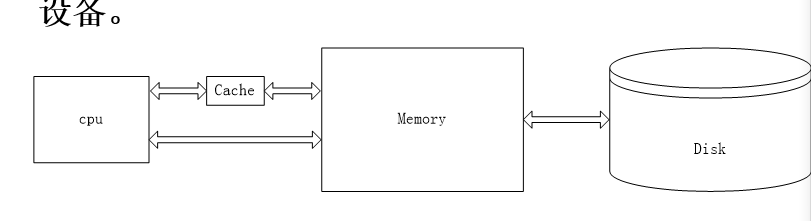 设备。
Cache
cpu
Memory
Disk